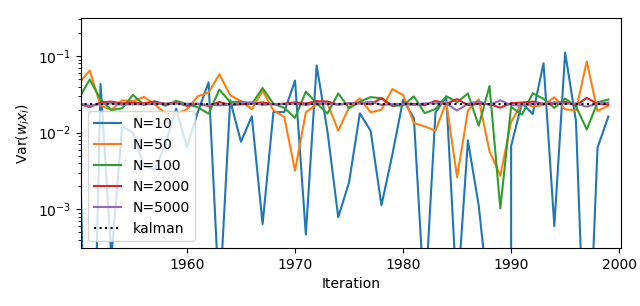 Var(wᵢxᵢ)
10⁻¹
10⁻²
10⁻³
N=10
N=50
N=100
N=2000
N=5000
kalman
1960
1970
1980
1990
2000
Iteration